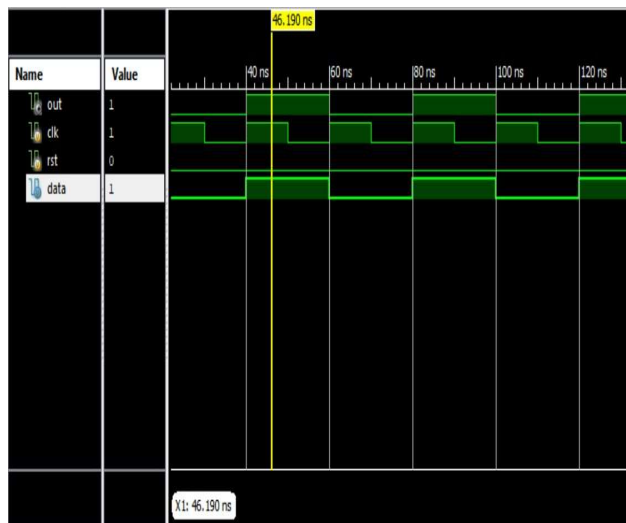 46.190 ns
Name Value
40 ns 60 ns 80 ns 100 ns 120 ns
out 1
clk 1
rst 0
data 1
X1: 46.190 ns